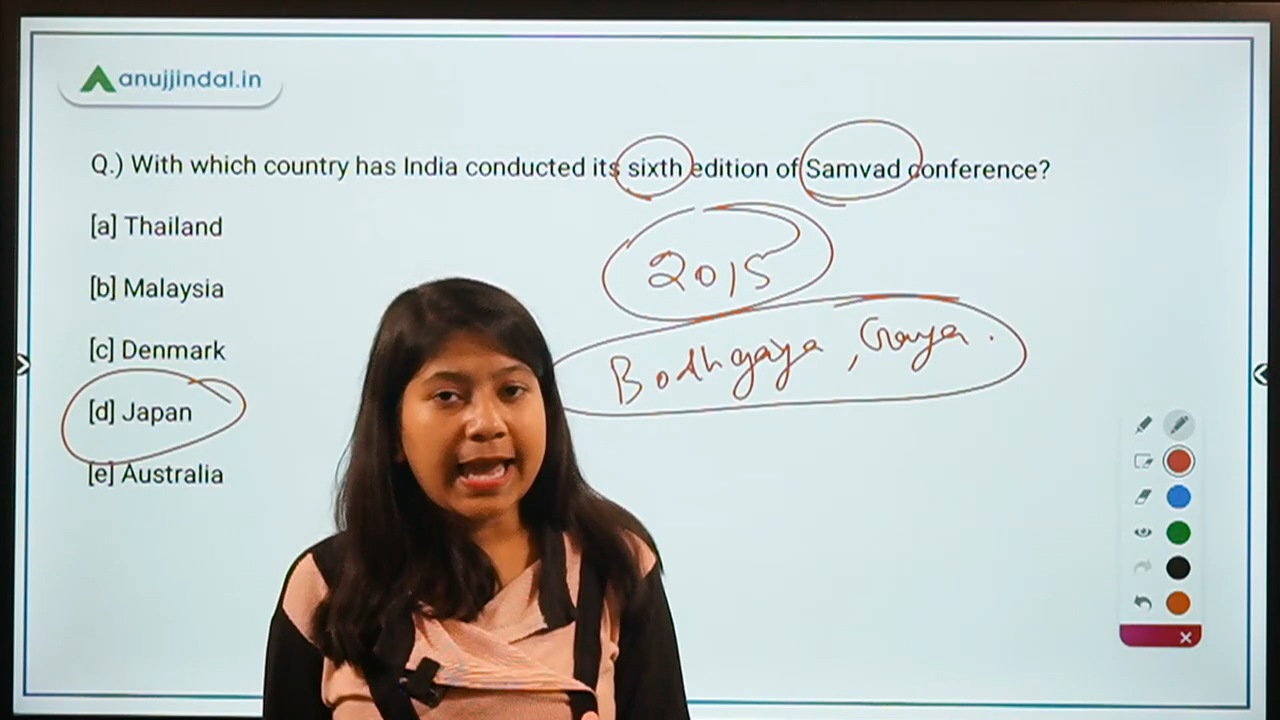 anujjindal.in
Q.) With which country has India conducted its sixth edition of Samvad conference?
[a] Thailand
[b] Malaysia
[c] Denmark
[d] Japan
[e] Australia
2015
Bodhgaya, Gaya.